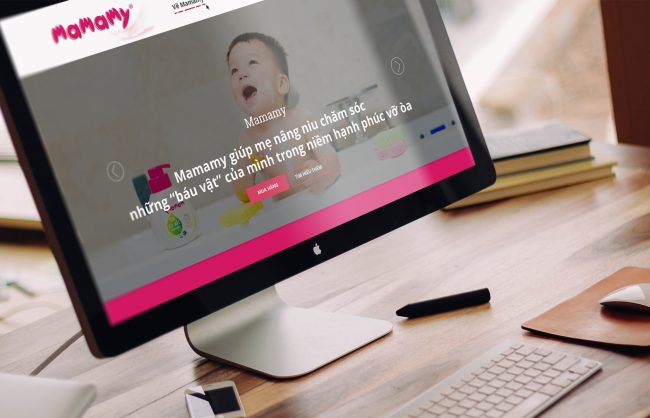 MaMaMy®
Về Mamamy
Mamamy
Mamamy giúp mẹ nâng niu chăm sóc
những “báu vật” của mình trong niềm hạnh phúc vỡ òa
MUA HÀNG
TÌM HIỂU THÊM